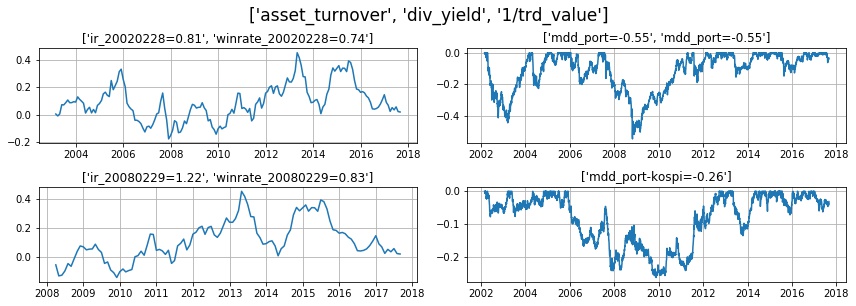 ['asset_turnover', 'div_yield', '1/trd_value']
['ir_20020228=0.81', 'winrate_20020228=0.74']
0.4
0.2
0.0
−0.2
2004 2006 2008 2010 2012 2014 2016 2018
['mdd_port=-0.55', 'mdd_port=-0.55']
0.0
−0.2
−0.4
2002 2004 2006 2008 2010 2012 2014 2016 2018
['ir_20080229=1.22', 'winrate_20080229=0.83']
0.4
0.2
0.0
2008 2009 2010 2011 2012 2013 2014 2015 2016 2017 2018
['mdd_port-kospi=-0.26']
0.0
−0.1
−0.2
2002 2004 2006 2008 2010 2012 2014 2016 2018